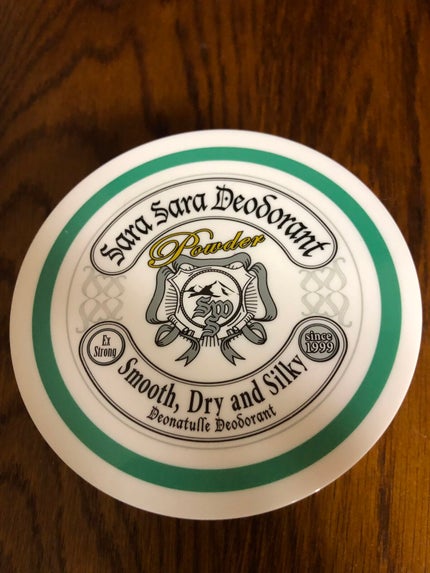 Sara Sara Deodorant
Powder
Ex
Strong
since
1999
Smooth, Dry and Silky
Deonatulle Deodorant